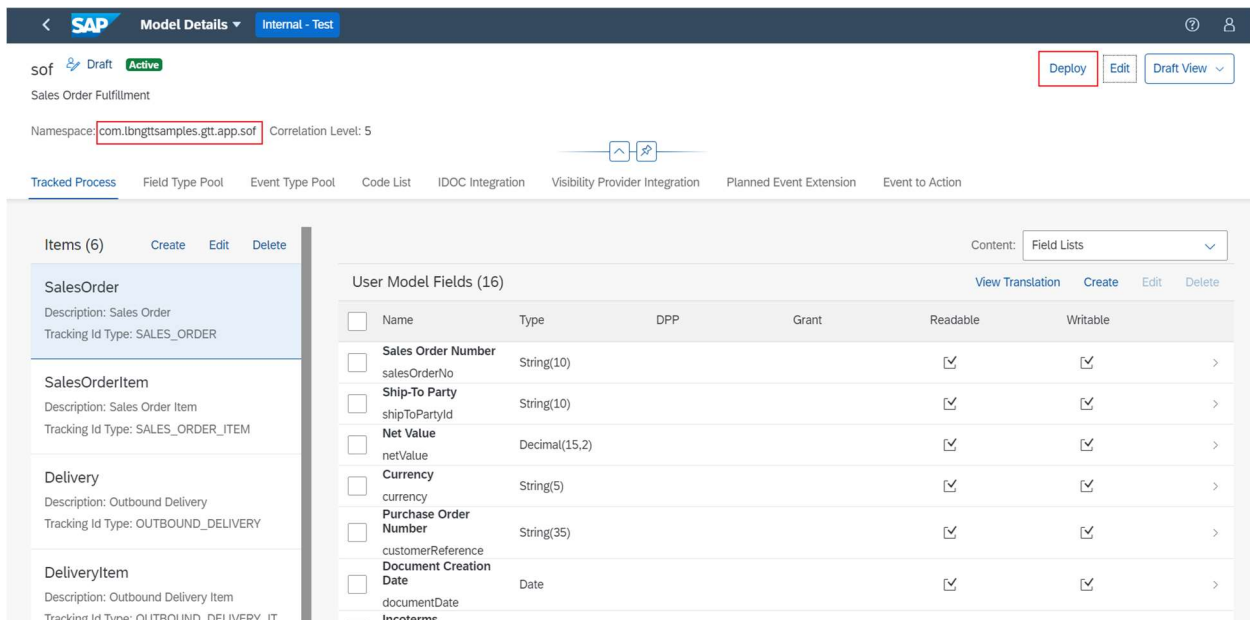 SAP Model Details Internal - Test
sof Draft Active
Deploy Edit Draft View
Sales Order Fulfillment
Namespace: com.lbngttsamples.gtt.app.sof Correlation Level: 5
Tracked Process Field Type Pool Event Type Pool Code List IDOC Integration Visibility Provider Integration Planned Event Extension Event to Action
Items (6) Create Edit Delete
SalesOrder
Description: Sales Order
Tracking Id Type: SALES_ORDER
SalesOrderItem
Description: Sales Order Item
Tracking Id Type: SALES_ORDER_ITEM
Delivery
Description: Outbound Delivery
Tracking Id Type: OUTBOUND_DELIVERY
DeliveryItem
Description: Outbound Delivery Item
Tracking Id Type: OUTBOUND_DELIVERY_IT
Content: Field Lists
User Model Fields (16) View Translation Create Edit Delete
Name Type DPP Grant Readable Writable
Sales Order Number
salesOrderNo
String(10)
Ship-To Party
shipToPartyId
String(10)
Net Value
netValue
Decimal(15,2)
Currency
currency
String(5)
Purchase Order
Number
customerReference
String(35)
Document Creation
Date
documentDate
Date
Incoterms